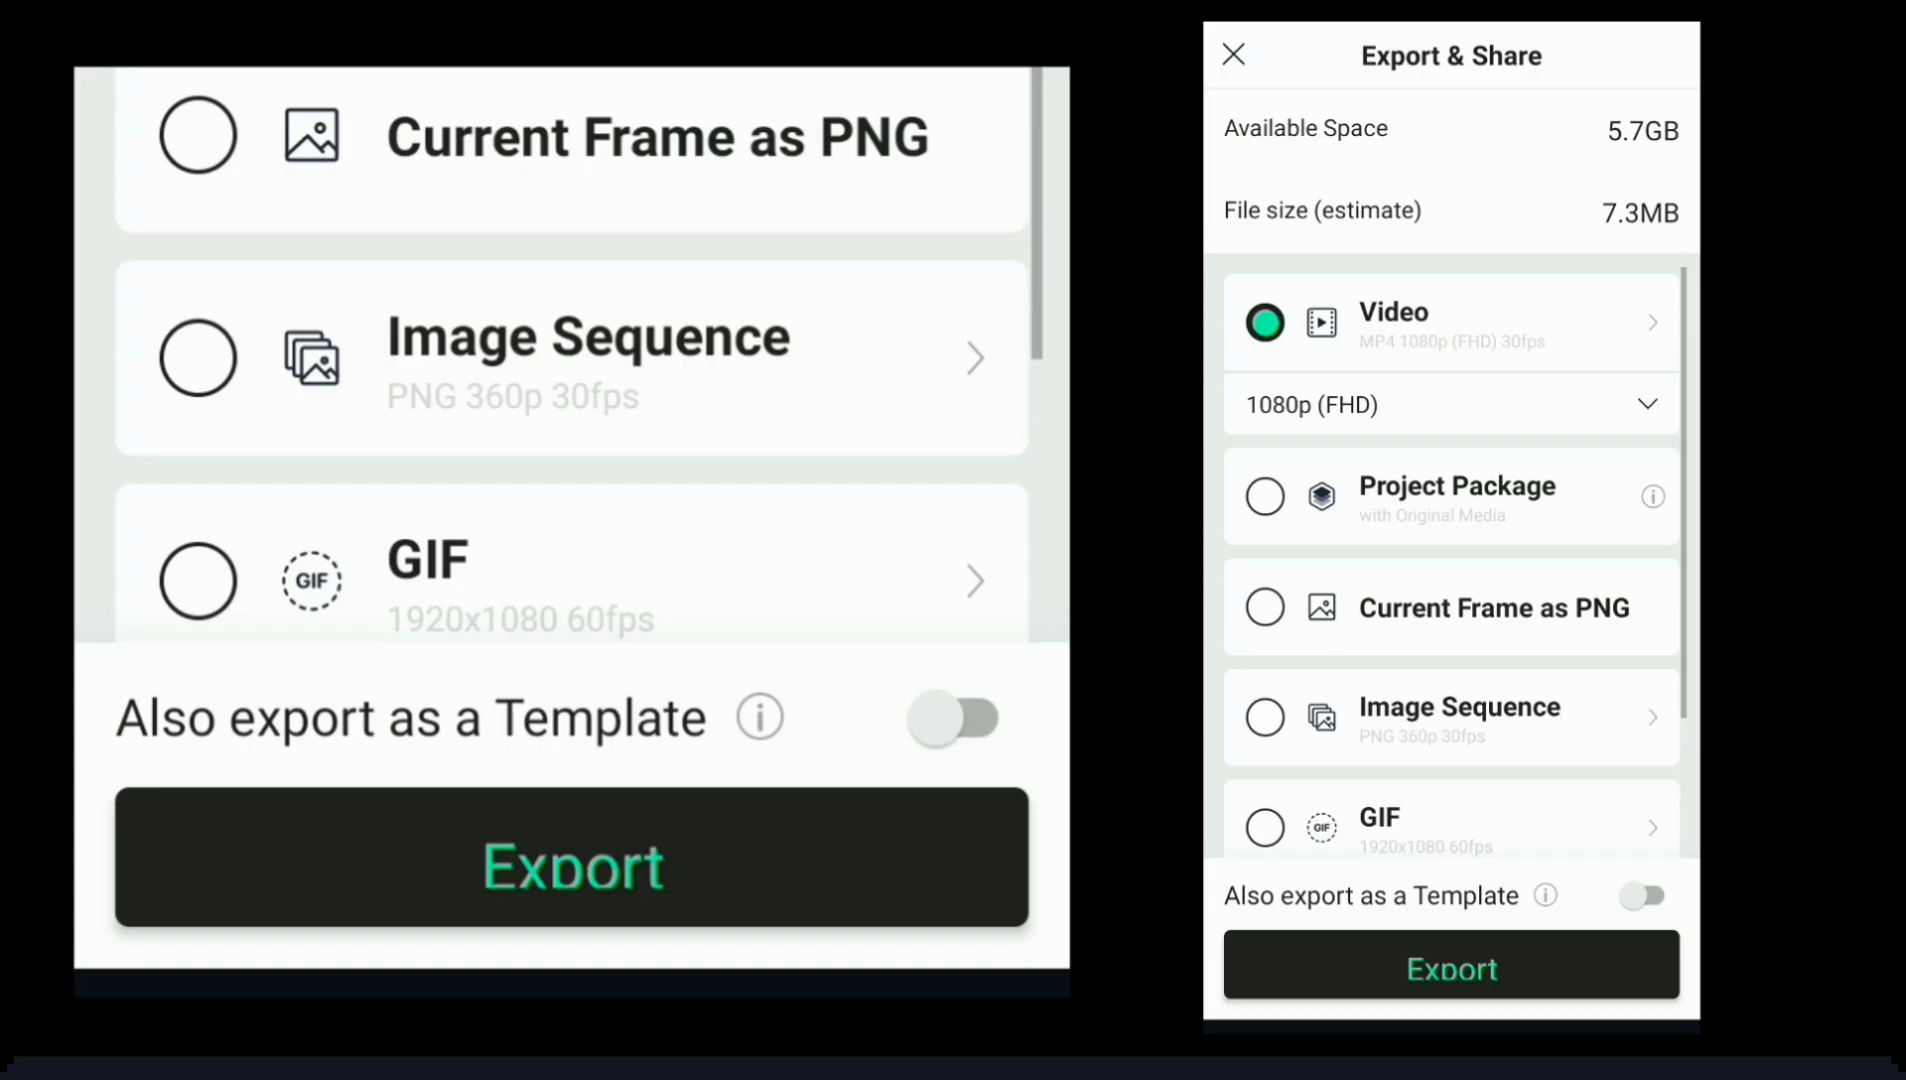 Current Frame as PNG
Image Sequence
PNG 360p 30fps
GIF
GIF
1920x1080 60fps
Also export as a Template
Export
Export & Share
Available Space 5.7GB
File size (estimate) 7.3MB
Video
MP4 1080p (FHD) 30fps
1080p (FHD)
Project Package
with Original Media
Current Frame as PNG
Image Sequence
PNG 360p 30fps
GIF
GIF
1920x1080 60fps
Also export as a Template
Export